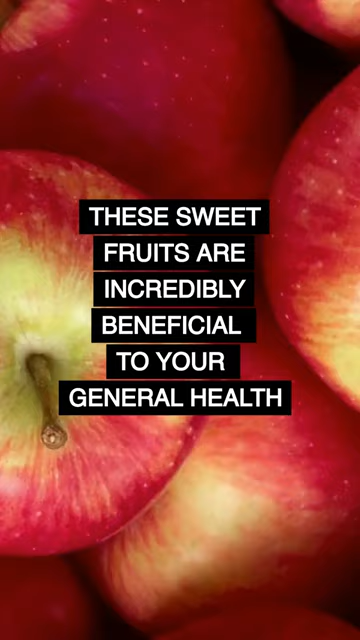 THESE SWEET
FRUITS ARE
INCREDIBLY
BENEFICIAL
TO YOUR
GENERAL HEALTH